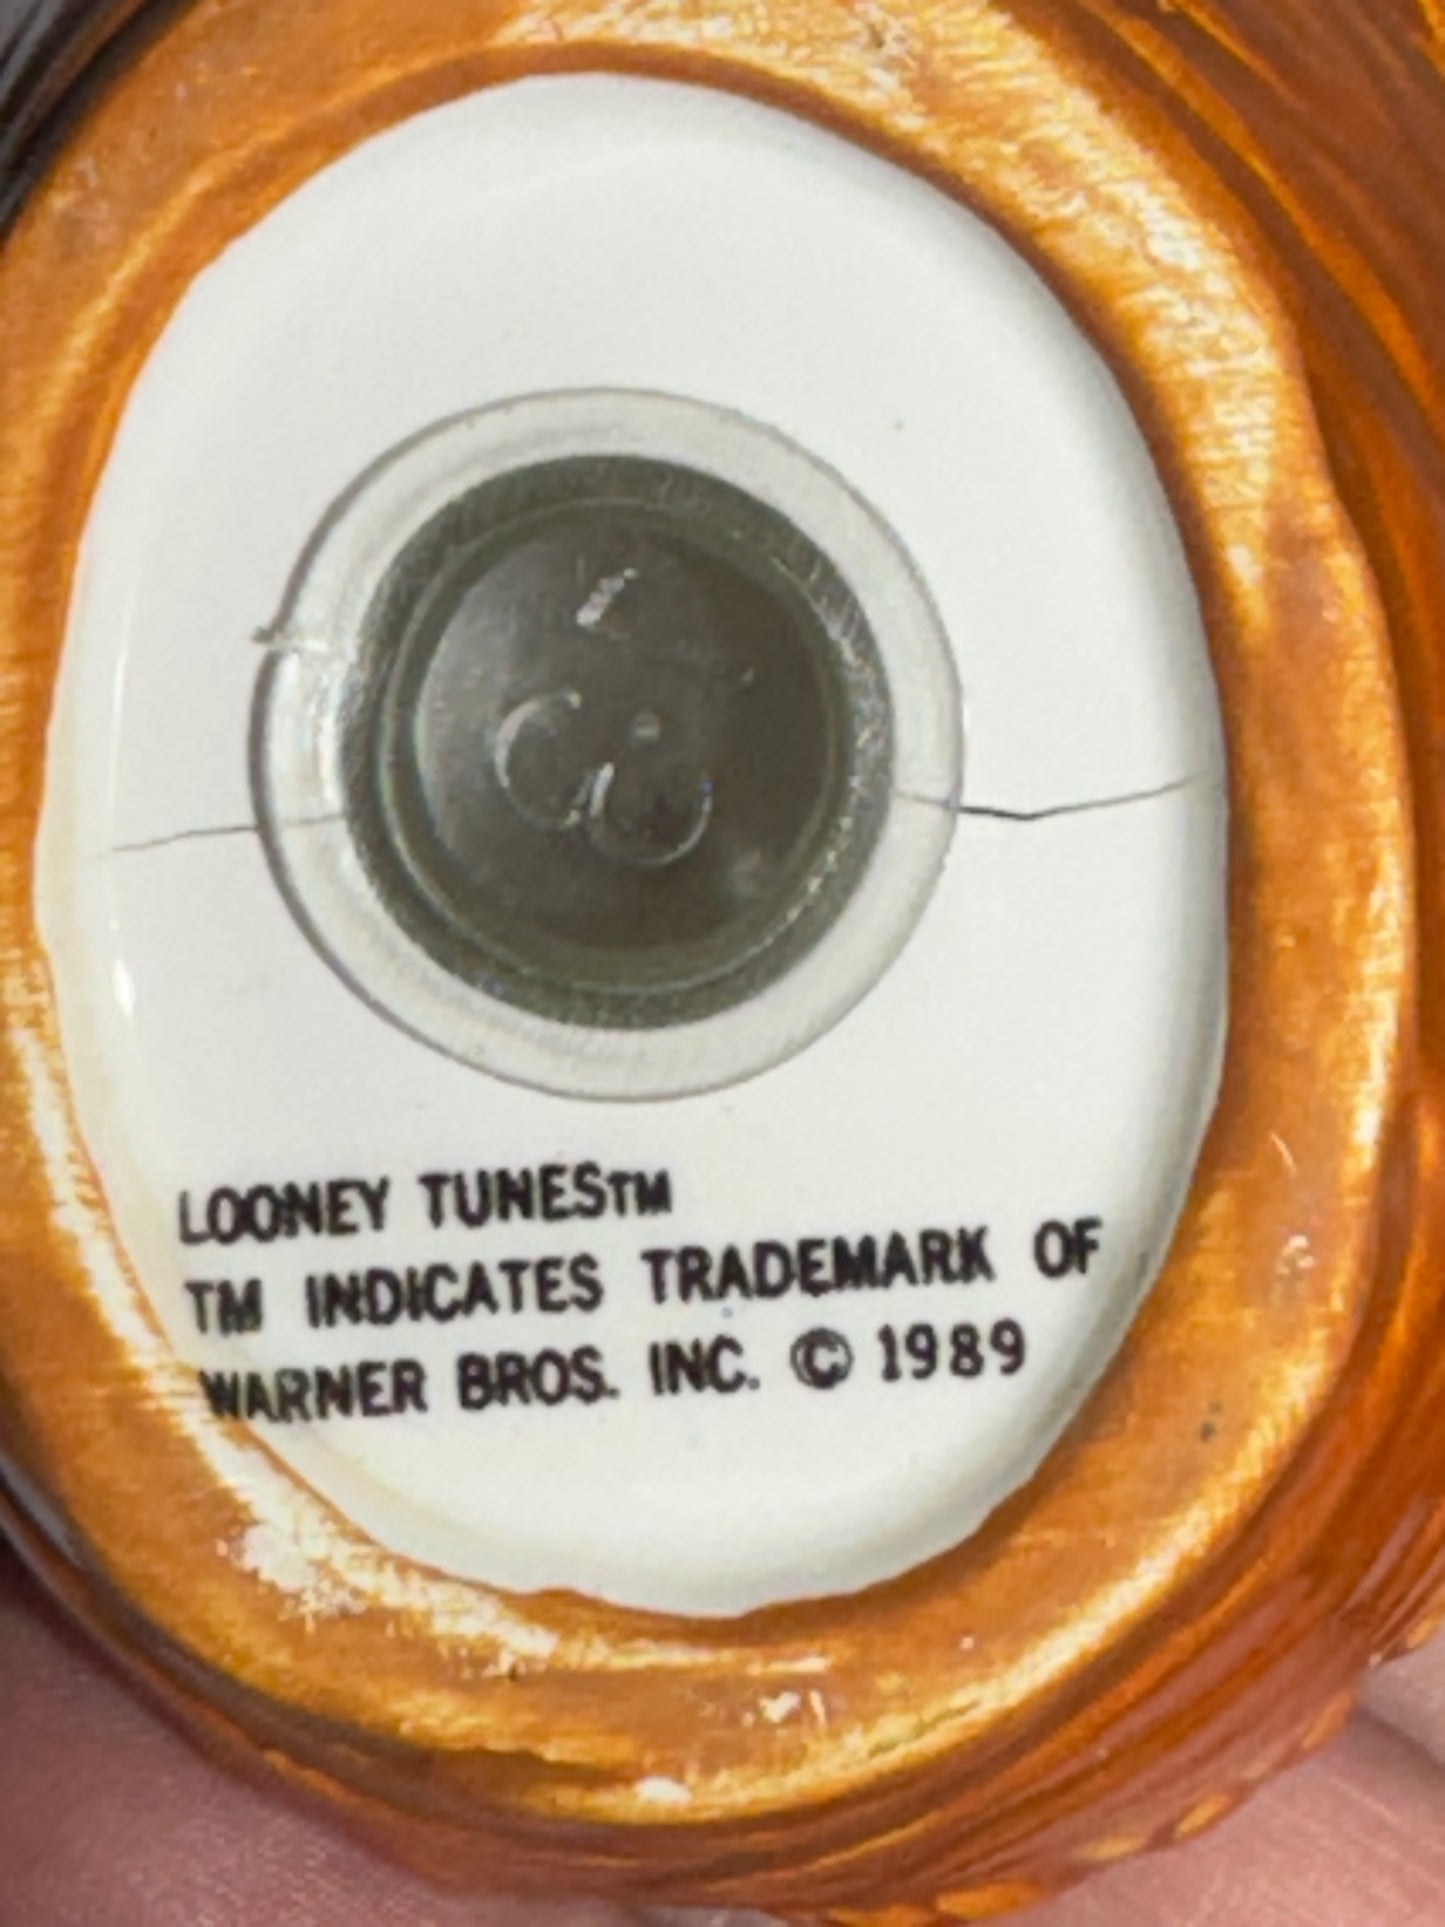 LOONEY TUNES™
TM INDICATES TRADEMARK OF
WARNER BROS. INC. © 1989